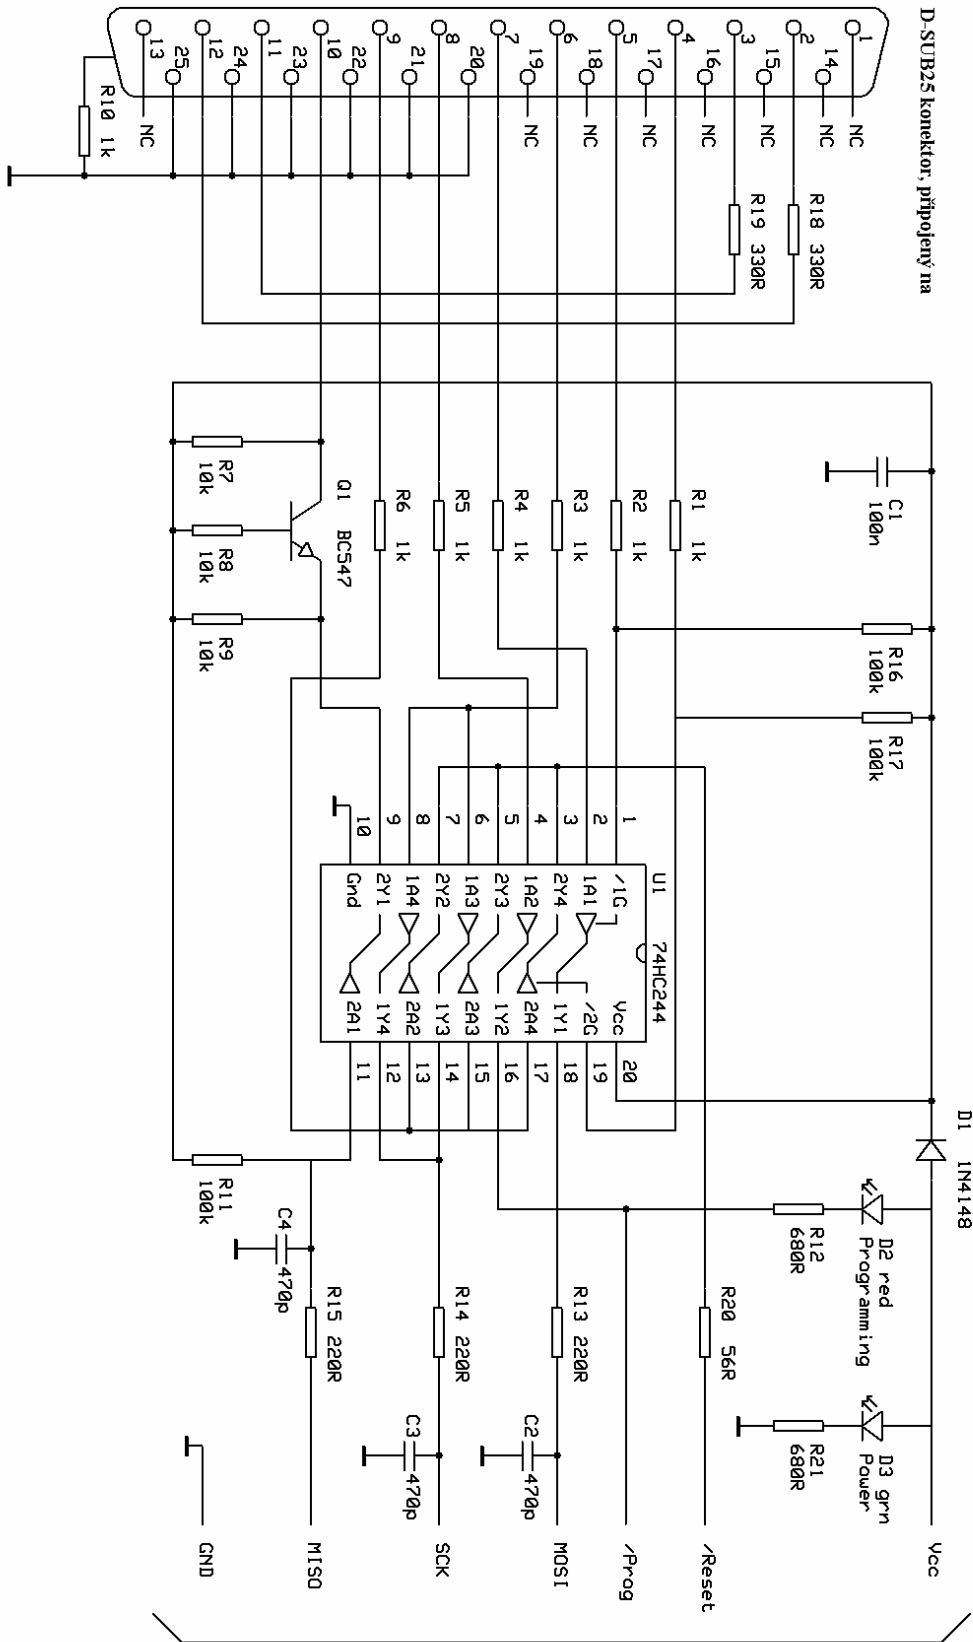 D-SUB25 konektor, připojený na
1
14
2
15
3
16
4
17
5
18
6
19
7
20
8
21
9
22
10
23
11
24
12
25
13
NC
NC
NC
NC
NC
NC
NC
NC
R10 1k
R18 330R
R19 330R
C1
100n
R1 1k
R2 1k
R3 1k
R4 1k
R5 1k
R6 1k
Q1 BC547
R7
10k
R8
10k
R9
10k
R16
100k
R17
100k
U1 74HC244
1
2
3
4
5
6
7
8
9
10
/1G
1A1
2Y4
1A2
2Y3
1A3
2Y2
1A4
2Y1
Gnd
Vcc
/2G
1Y1
2A4
1Y2
2A3
1Y3
2A2
1Y4
2A1
20
19
18
17
16
15
14
13
12
11
D1 1N4148
D2 red
Programming
R12
680R
D3 grn
Power
R21
680R
R20 56R
R13 220R
R14 220R
R15 220R
R11
100k
C4
470p
C2
470p
C3
470p
Vcc
/Reset
/Prog
MOSI
SCK
MISO
GND